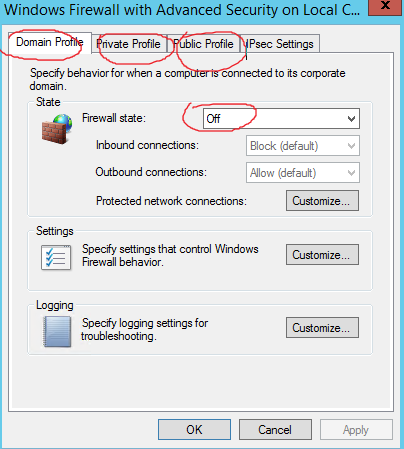 Windows Firewall with Advanced Security on Local C... x
Domain Profile Private Profile Public Profile IPsec Settings
Specify behavior for when a computer is connected to its corporate
domain.
State
Firewall state: Off
Inbound connections: Block (default)
Outbound connections: Allow (default)
Protected network connections: Customize...
Settings
Specify settings that control Windows
Firewall behavior.
Customize...
Logging
Specify logging settings for
troubleshooting.
Customize...
OK Cancel Apply